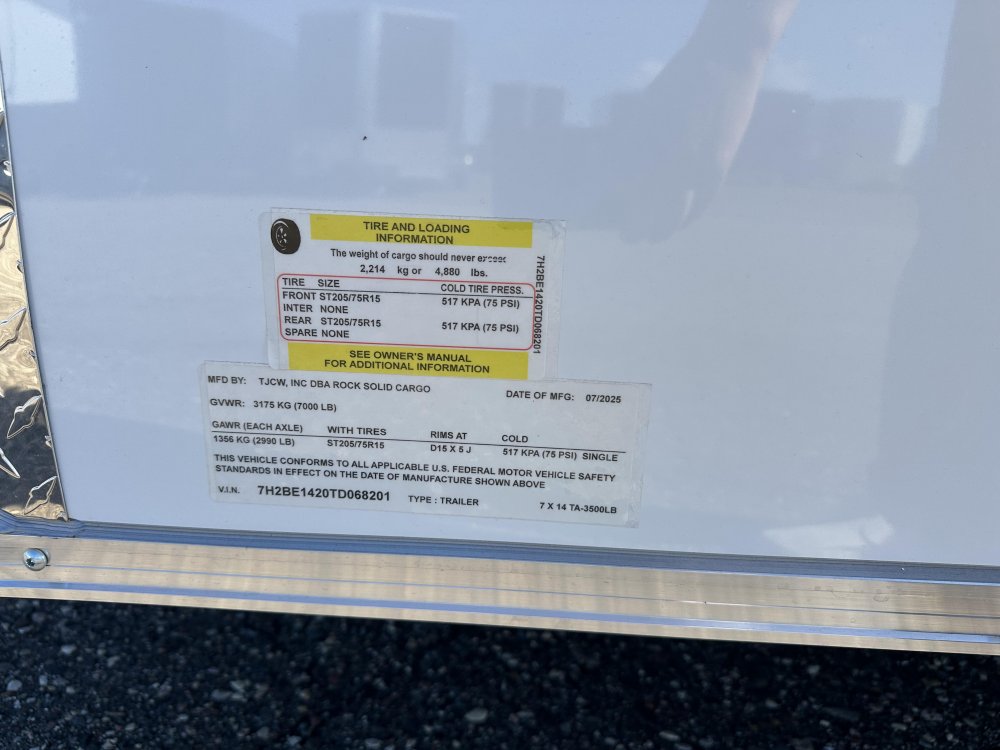 TIRE AND LOADING
INFORMATION
The weight of cargo should never exceed
2,214 kg or 4,880 lbs.
TIRE SIZE COLD TIRE PRESS.
FRONT ST205/75R15 517 KPA (75 PSI)
INTER NONE
REAR ST205/75R15 517 KPA (75 PSI)
SPARE NONE
7H2BE1420TD068201
SEE OWNER'S MANUAL
FOR ADDITIONAL INFORMATION
MFD BY: TJCW, INC DBA ROCK SOLID CARGO DATE OF MFG: 07/2025
GVWR: 3175 KG (7000 LB)
GAWR (EACH AXLE) WITH TIRES RIMS AT COLD
1356 KG (2990 LB) ST205/75R15 D15 X 5 J 517 KPA (75 PSI) SINGLE
THIS VEHICLE CONFORMS TO ALL APPLICABLE U.S. FEDERAL MOTOR VEHICLE SAFETY
STANDARDS IN EFFECT ON THE DATE OF MANUFACTURE SHOWN ABOVE
V.I.N. 7H2BE1420TD068201 TYPE : TRAILER 7 X 14 TA-3500LB